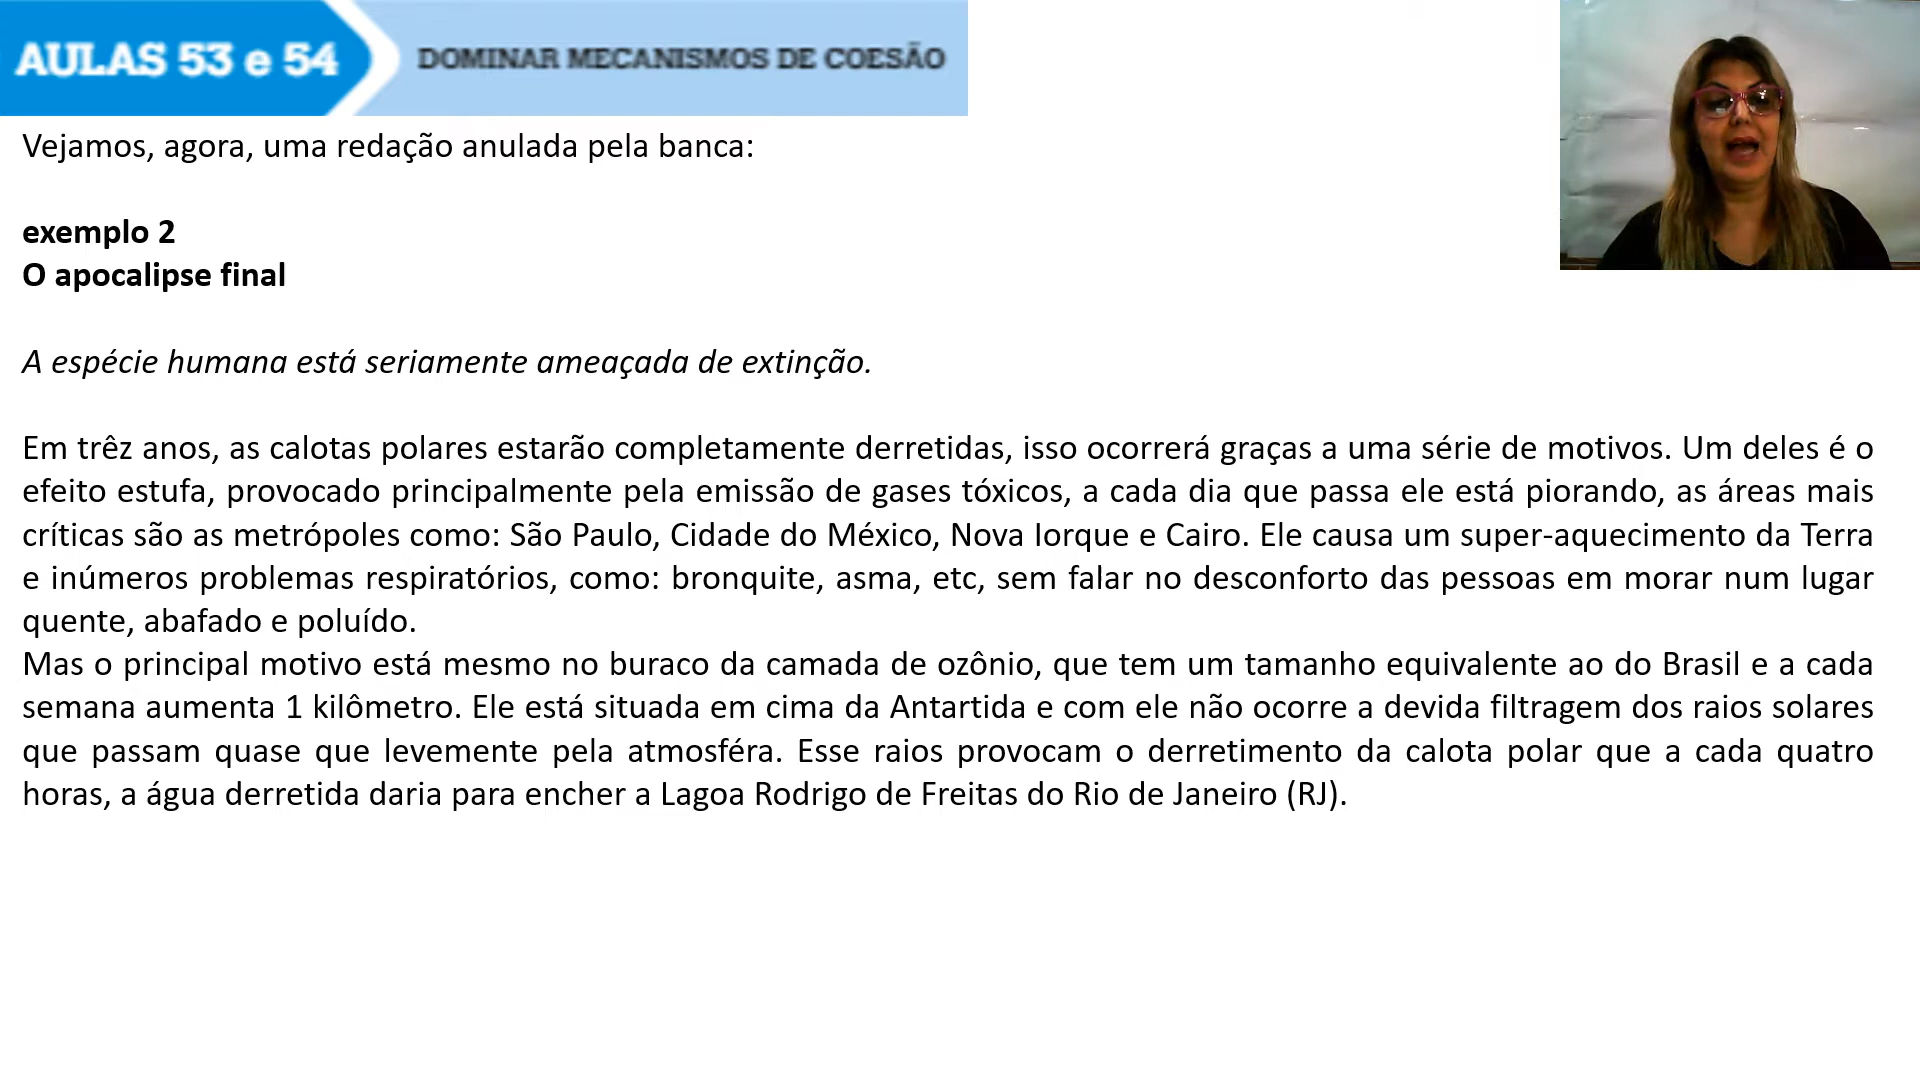 AULAS 53 e 54
DOMINAR MECANISMOS DE COESÃO
Vejamos, agora, uma redação anulada pela banca:
exemplo 2
O apocalipse final
A espécie humana está seriamente ameaçada de extinção.
Em trêz anos, as calotas polares estarão completamente derretidas, isso ocorrerá graças a uma série de motivos. Um deles é o
efeito estufa, provocado principalmente pela emissão de gases tóxicos, a cada dia que passa ele está piorando, as áreas mais
críticas são as metrópoles como: São Paulo, Cidade do México, Nova Iorque e Cairo. Ele causa um super-aquecimento da Terra
e inúmeros problemas respiratórios, como: bronquite, asma, etc, sem falar no desconforto das pessoas em morar num lugar
quente, abafado e poluído.
Mas o principal motivo está mesmo no buraco da camada de ozônio, que tem um tamanho equivalente ao do Brasil e a cada
semana aumenta 1 kilômetro. Ele está situada em cima da Antartida e com ele não ocorre a devida filtragem dos raios solares
que passam quase que levemente pela atmosféra. Esse raios provocam o derretimento da calota polar que a cada quatro
horas, a água derretida daria para encher a Lagoa Rodrigo de Freitas do Rio de Janeiro (RJ).